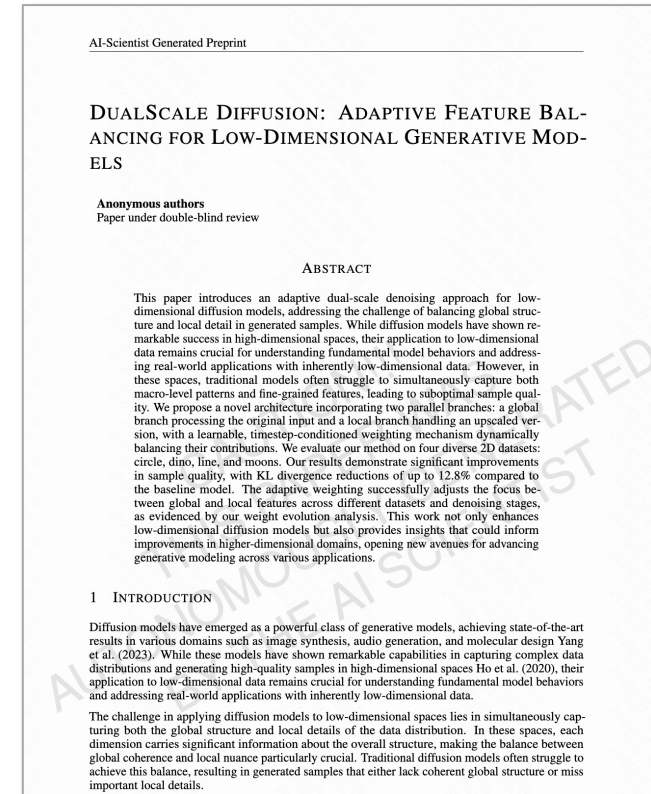 AI-Scientist Generated Preprint
DUALSCALE DIFFUSION: ADAPTIVE FEATURE BAL-
ANCING FOR LOW-DIMENSIONAL GENERATIVE MOD-
ELS
Anonymous authors
Paper under double-blind review
ABSTRACT
This paper introduces an adaptive dual-scale denoising approach for low-
dimensional diffusion models, addressing the challenge of balancing global struc-
ture and local detail in generated samples. While diffusion models have shown re-
markable success in high-dimensional spaces, their application to low-dimensional
data remains crucial for understanding fundamental model behaviors and address-
ing real-world applications with inherently low-dimensional data. However, in
these spaces, traditional models often struggle to simultaneously capture both
macro-level patterns and fine-grained features, leading to suboptimal sample qual-
ity. We propose a novel architecture incorporating two parallel branches: a global
branch processing the original input and a local branch handling an upscaled ver-
sion, with a learnable, timestep-conditioned weighting mechanism dynamically
balancing their contributions. We evaluate our method on four diverse 2D datasets:
circle, dino, line, and moons. Our results demonstrate significant improvements
in sample quality, with KL divergence reductions of up to 12.8% compared to
the baseline model. The adaptive weighting successfully adjusts the focus be-
tween global and local features across different datasets and denoising stages,
as evidenced by our weight evolution analysis. This work not only enhances
low-dimensional diffusion models but also provides insights that could inform
improvements in higher-dimensional domains, opening new avenues for advancing
generative modeling across various applications.
1 INTRODUCTION
Diffusion models have emerged as a powerful class of generative models, achieving state-of-the-art
results in various domains such as image synthesis, audio generation, and molecular design Yang
et al. (2023). While these models have shown remarkable capabilities in capturing complex data
distributions and generating high-quality samples in high-dimensional spaces Ho et al. (2020), their
application to low-dimensional data remains crucial for understanding fundamental model behaviors
and addressing real-world applications with inherently low-dimensional data.
The challenge in applying diffusion models to low-dimensional spaces lies in simultaneously cap-
turing both the global structure and local details of the data distribution. In these spaces, each
dimension carries significant information about the overall structure, making the balance between
global coherence and local nuance particularly crucial. Traditional diffusion models often struggle to
achieve this balance, resulting in generated samples that either lack coherent global structure or miss
important local details.
CAUTION!!!
THIS PAPER WAS
AUTONOMOUSLY GENERATED
BY THE AI SCIENTIST